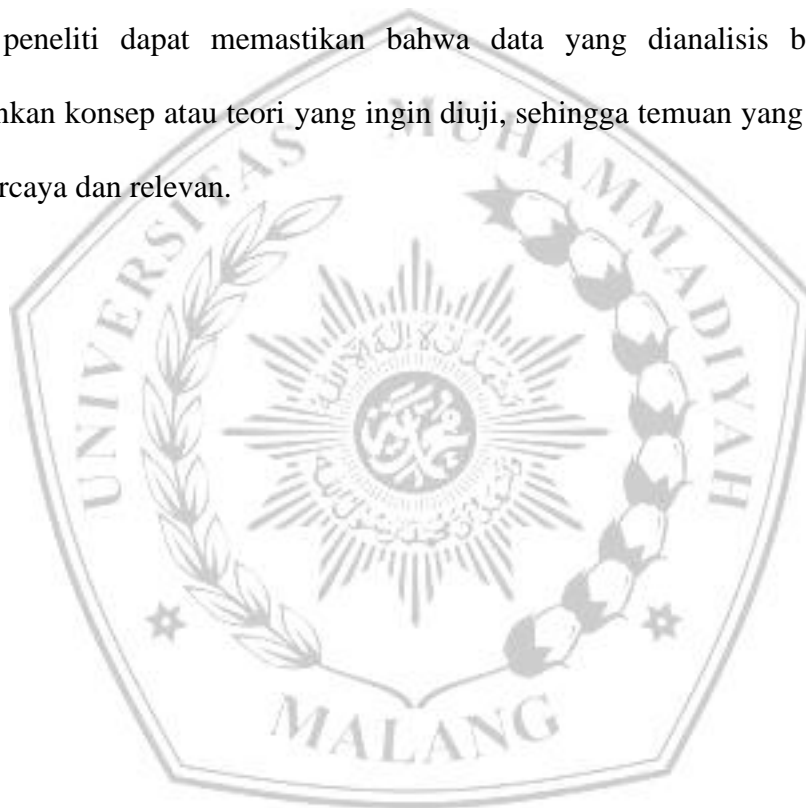 peneliti dapat memastikan bahwa data yang dianalisis b
nkan konsep atau teori yang ingin diuji, sehingga temuan yang
rcaya dan relevan.
UNIVERSITAS MUHAMMADIYAH
MALANG